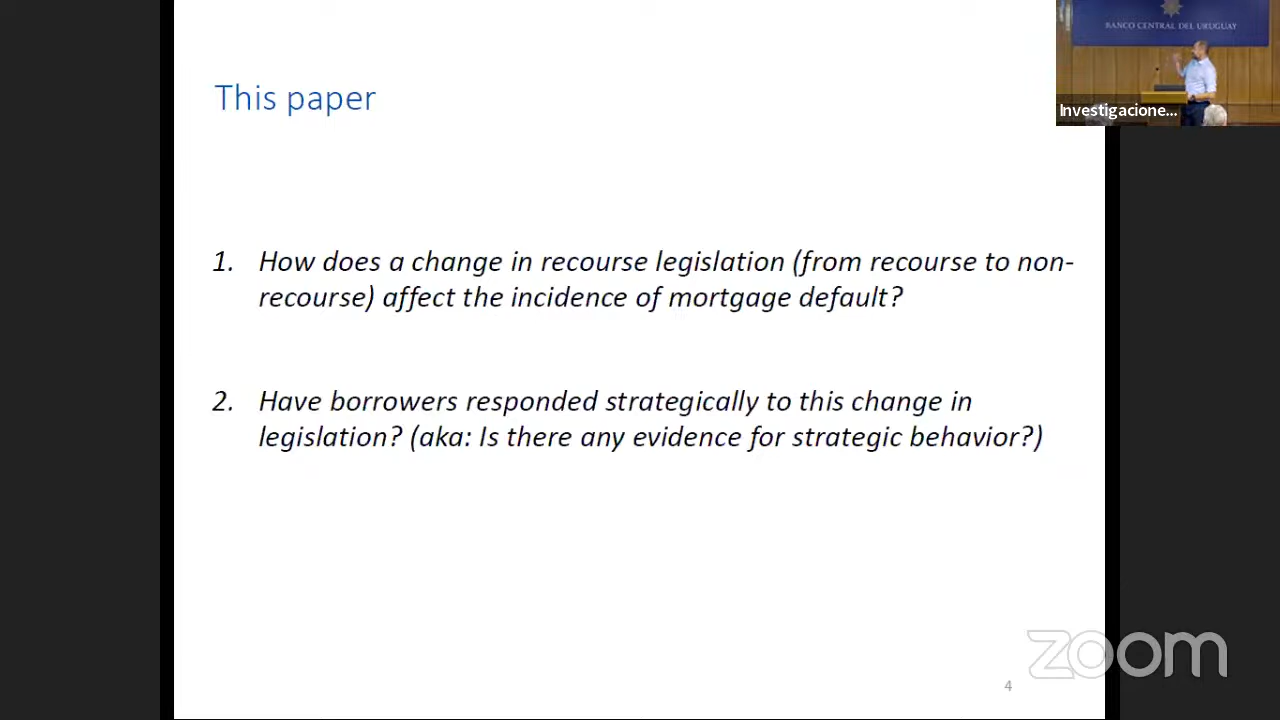 BANCO CENTRAL DEL URUGUAY
Investigacione...
This paper
1. How does a change in recourse legislation (from recourse to non-
recourse) affect the incidence of mortgage default?
2. Have borrowers responded strategically to this change in
legislation? (aka: Is there any evidence for strategic behavior?)
zoom
4